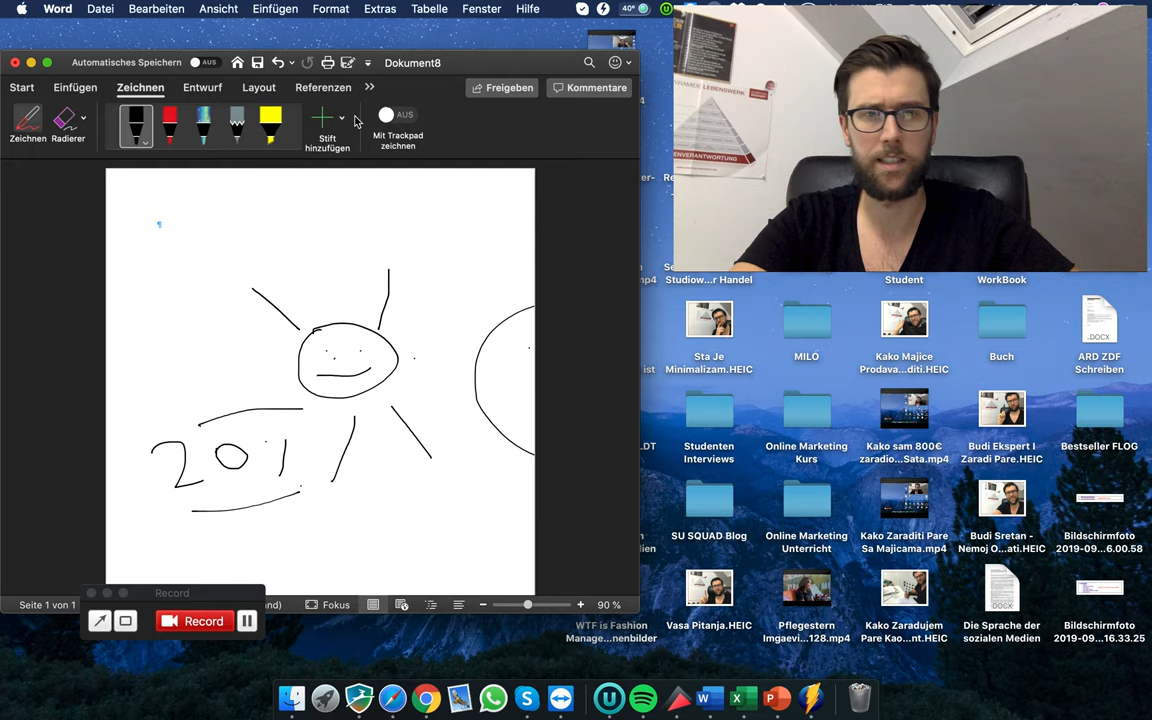 Word Datei Bearbeiten Ansicht Einfügen Format Extras Tabelle Fenster Hilfe 40°
Automatisches Speichern AUS Dokument8
Start Einfügen Zeichnen Entwurf Layout Referenzen Freigeben Kommentare
Zeichnen Radierer Stift hinzufügen AUS Mit Trackpad zeichnen
¶
201
Seite 1 von 1 Fokus 90 %
Record
Record
LEBENSWERK
ENVERANTWORTUNG
Studiow...r Handel
Student
WorkBook
Sta Je Minimalizam.HEIC
MILO
Kako Majice Prodava...diti.HEIC
Buch
ARD ZDF Schreiben
.DOCX
Studenten Interviews
Online Marketing Kurs
Kako sam 800€ zaradio...Sata.mp4
Budi Ekspert I Zaradi Pare.HEIC
Bestseller FLOG
SU SQUAD Blog
Online Marketing Unterricht
Kako Zaraditi Pare Sa Majicama.mp4
Budi Sretan - Nemoj O...ati.HEIC
Bildschirmfoto 2019-09...6.00.58
WTF is Fashion Manage...nenbilder
Vasa Pitanja.HEIC
Pflegestern Imgaevi...128.mp4
Kako Zaradujem Pare Kao...nt.HEIC
.DOCX
Die Sprache der sozialen Medien
Bildschirmfoto 2019-09...16.33.25